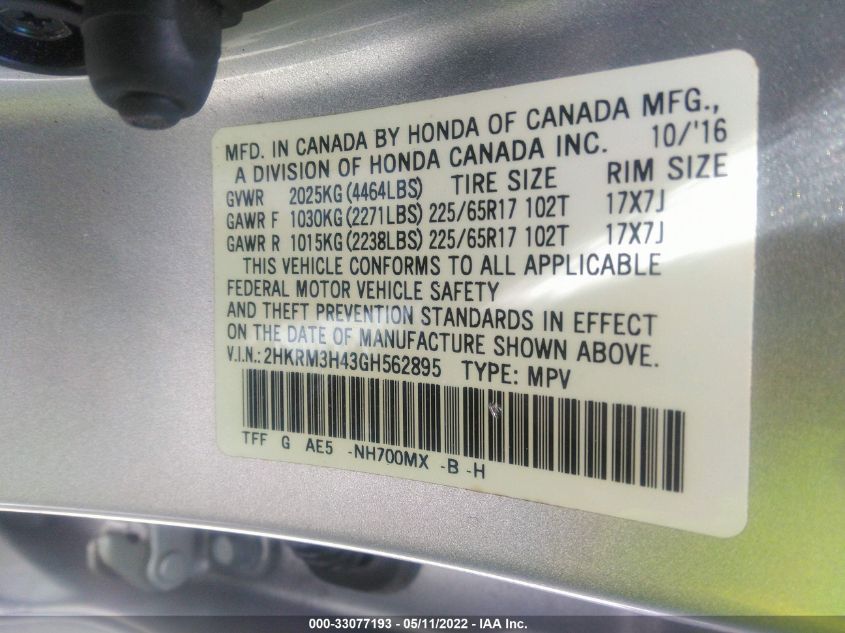 MFD. IN CANADA BY HONDA OF CANADA MFG.,
A DIVISION OF HONDA CANADA INC. 10/'16
GVWR 2025KG(4464LBS) TIRE SIZE RIM SIZE
GAWR F 1030KG(2271LBS) 225/65R17 102T 17X7J
GAWR R 1015KG(2238LBS) 225/65R17 102T 17X7J
THIS VEHICLE CONFORMS TO ALL APPLICABLE
FEDERAL MOTOR VEHICLE SAFETY
AND THEFT PREVENTION STANDARDS IN EFFECT
ON THE DATE OF MANUFACTURE SHOWN ABOVE.
V.I.N.: 2HKRM3H43GH562895 TYPE: MPV
TFF G AE5 -NH700MX -B -H
000-33077193 - 05/11/2022 - IAA Inc.